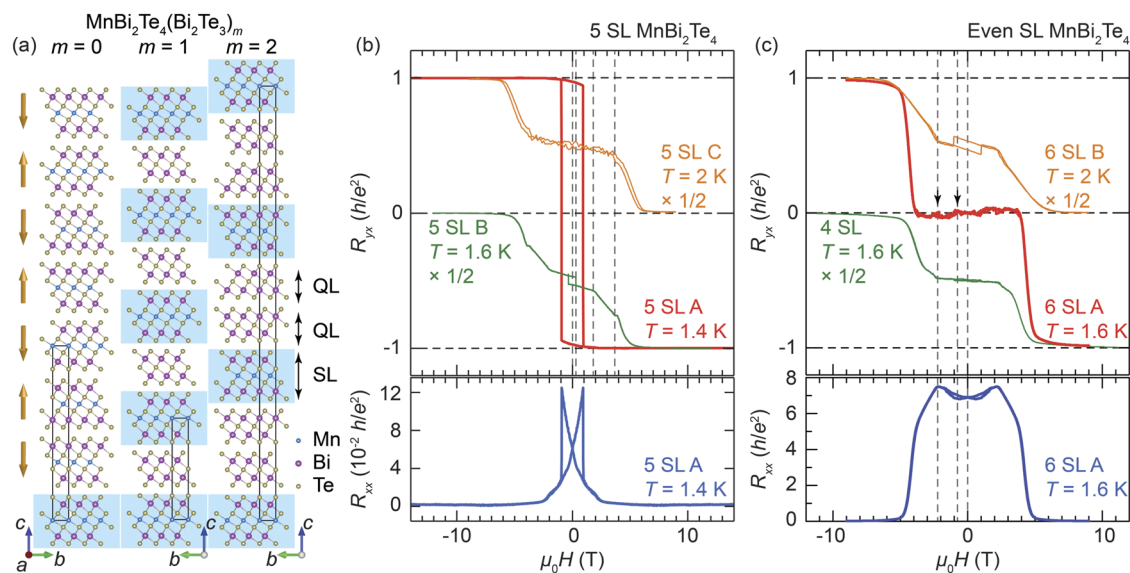 MnBi₂Te₄(Bi₂Te₃)ₘ
(a)
m = 0
m = 1
m = 2
QL
QL
SL
Mn
Bi
Te
c
a
b
c
b
c
b
(b)
5 SL MnBi₂Te₄
R_yx (h/e²)
1
0
-1
5 SL C
T = 2 K
× 1/2
5 SL B
T = 1.6 K
× 1/2
5 SL A
T = 1.4 K
R_xx (10⁻² h/e²)
12
8
4
0
5 SL A
T = 1.4 K
-10
0
10
μ₀H (T)
(c)
Even SL MnBi₂Te₄
R_yx (h/e²)
1
0
-1
6 SL B
T = 2 K
× 1/2
4 SL
T = 1.6 K
× 1/2
6 SL A
T = 1.6 K
R_xx (h/e²)
8
6
4
2
0
6 SL A
T = 1.6 K
-10
0
10
μ₀H (T)